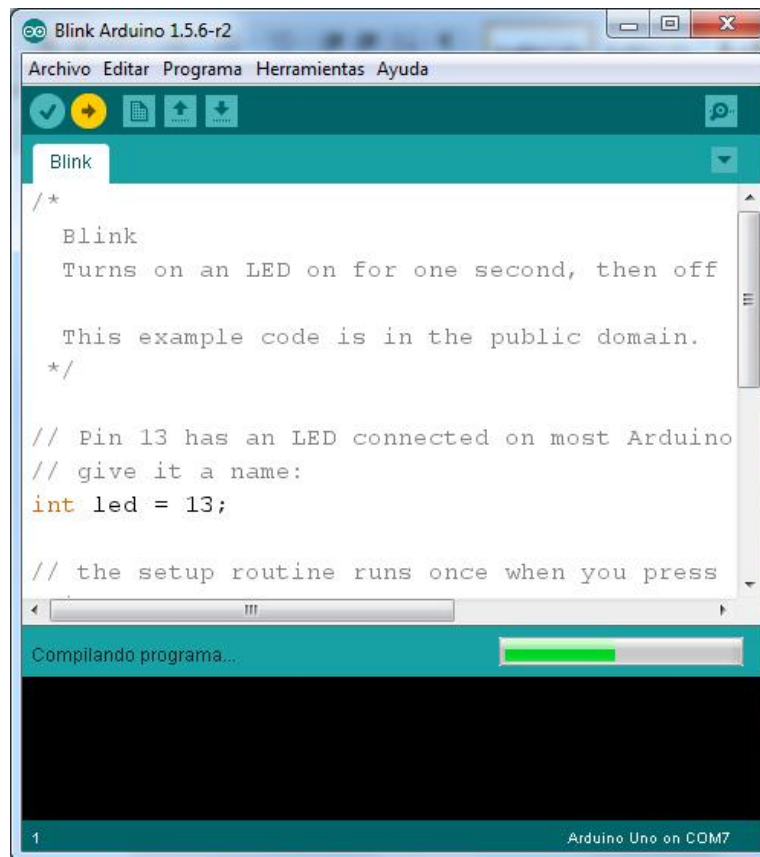 Blink Arduino 1.5.6-r2
Archivo Editar Programa Herramientas Ayuda
Blink
/*
Blink
Turns on an LED on for one second, then off
This example code is in the public domain.
*/
// Pin 13 has an LED connected on most Arduino
// give it a name:
int led = 13;
// the setup routine runs once when you press
Compilando programa...
1
Arduino Uno on COM7